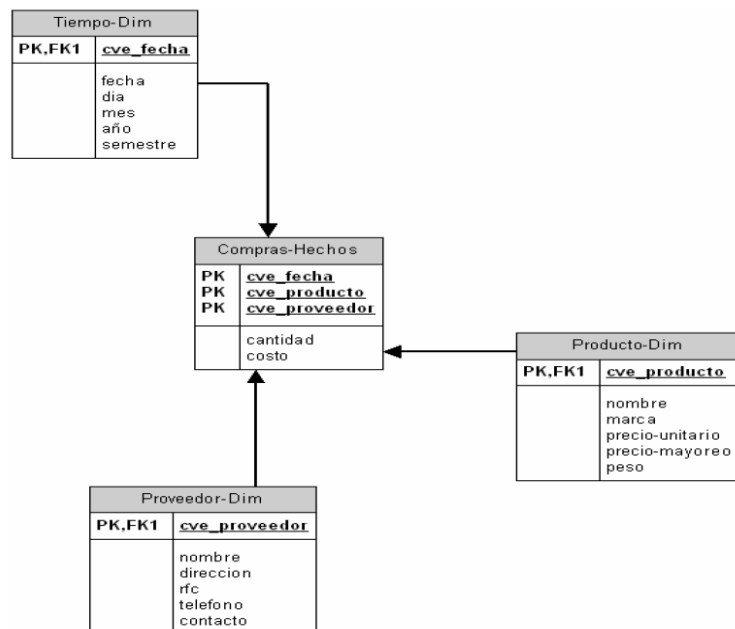 Tiempo-Dim
PK,FK1 cve_fecha
fecha
dia
mes
año
semestre
Compras-Hechos
PK cve_fecha
PK cve_producto
PK cve_proveedor
cantidad
costo
Producto-Dim
PK,FK1 cve_producto
nombre
marca
precio-unitario
precio-mayoreo
peso
Proveedor-Dim
PK,FK1 cve_proveedor
nombre
direccion
rfc
telefono
contacto